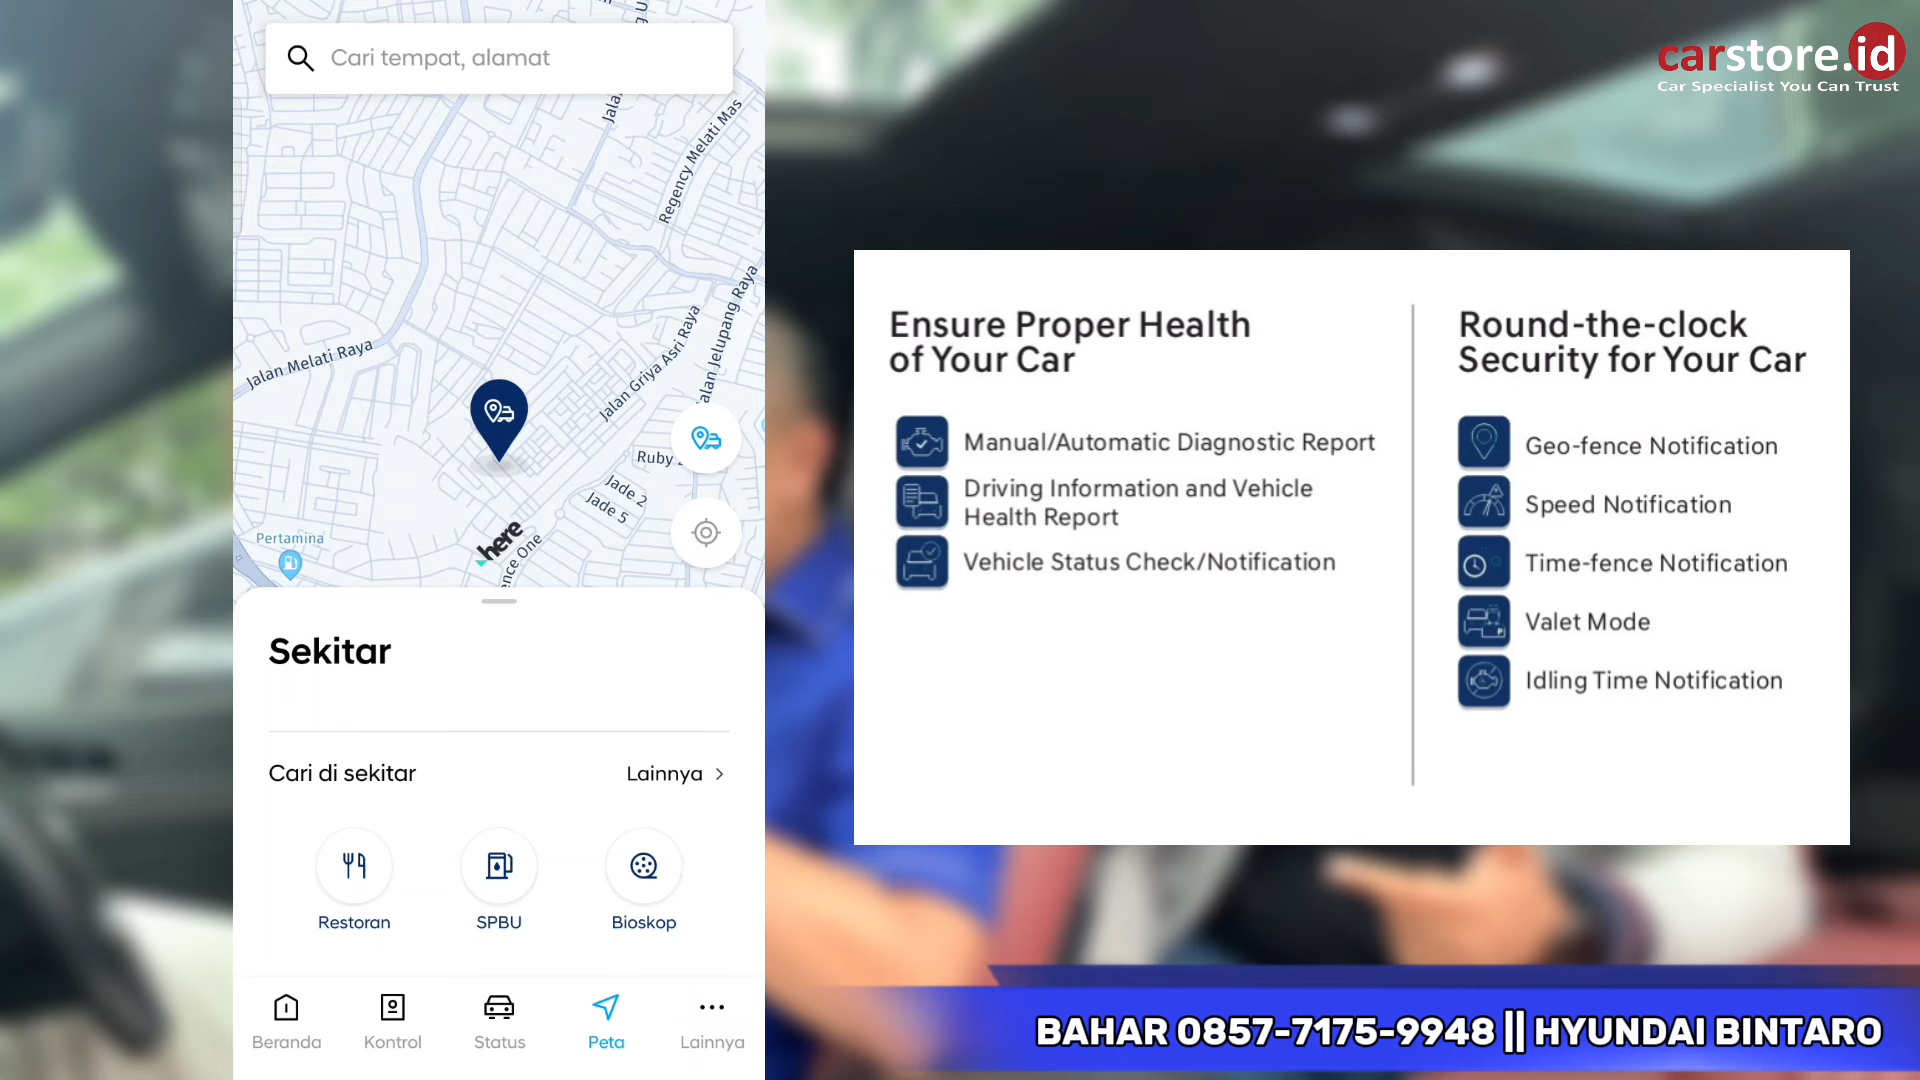 Cari tempat, alamat
Regency Melati Mas
Jalan Melati Raya
Jalan Griya Asri Raya
Jalan Jelupang Raya
Ruby
Jade 2
Jade 5
Pertamina
here
Sekitar
Cari di sekitar
Lainnya >
Restoran
SPBU
Bioskop
Beranda
Kontrol
Status
Peta
Lainnya
carstore.id
Car Specialist You Can Trust
Ensure Proper Health
of Your Car
Manual/Automatic Diagnostic Report
Driving Information and Vehicle
Health Report
Vehicle Status Check/Notification
Round-the-clock
Security for Your Car
Geo-fence Notification
Speed Notification
Time-fence Notification
Valet Mode
Idling Time Notification
BAHAR 0857-7175-9948 || HYUNDAI BINTARO